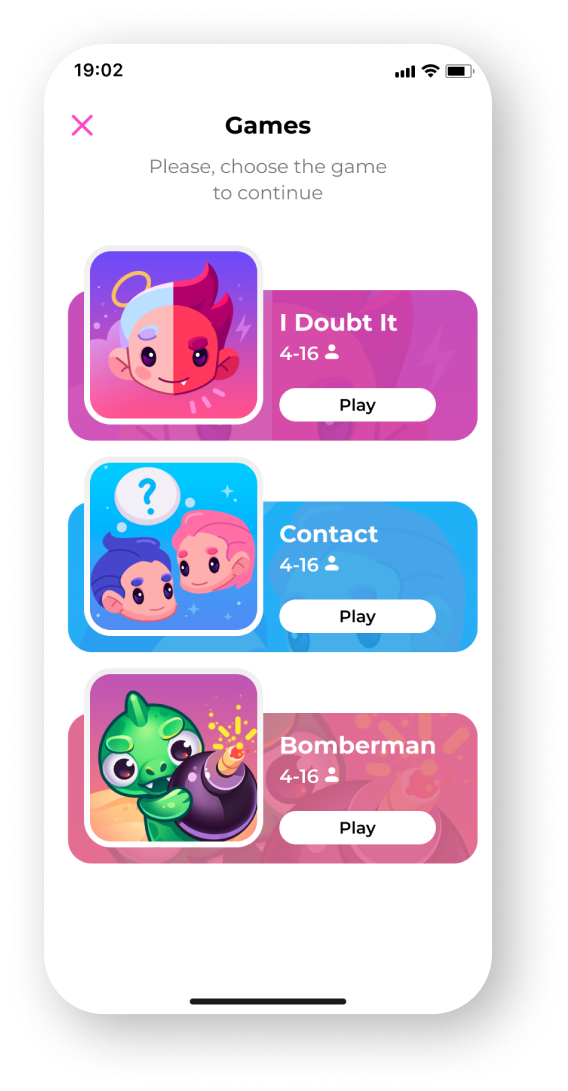 19:02
Games
Please, choose the game
to continue
I Doubt It
4-16
Play
?
Contact
4-16
Play
Bomberman
4-16
Play